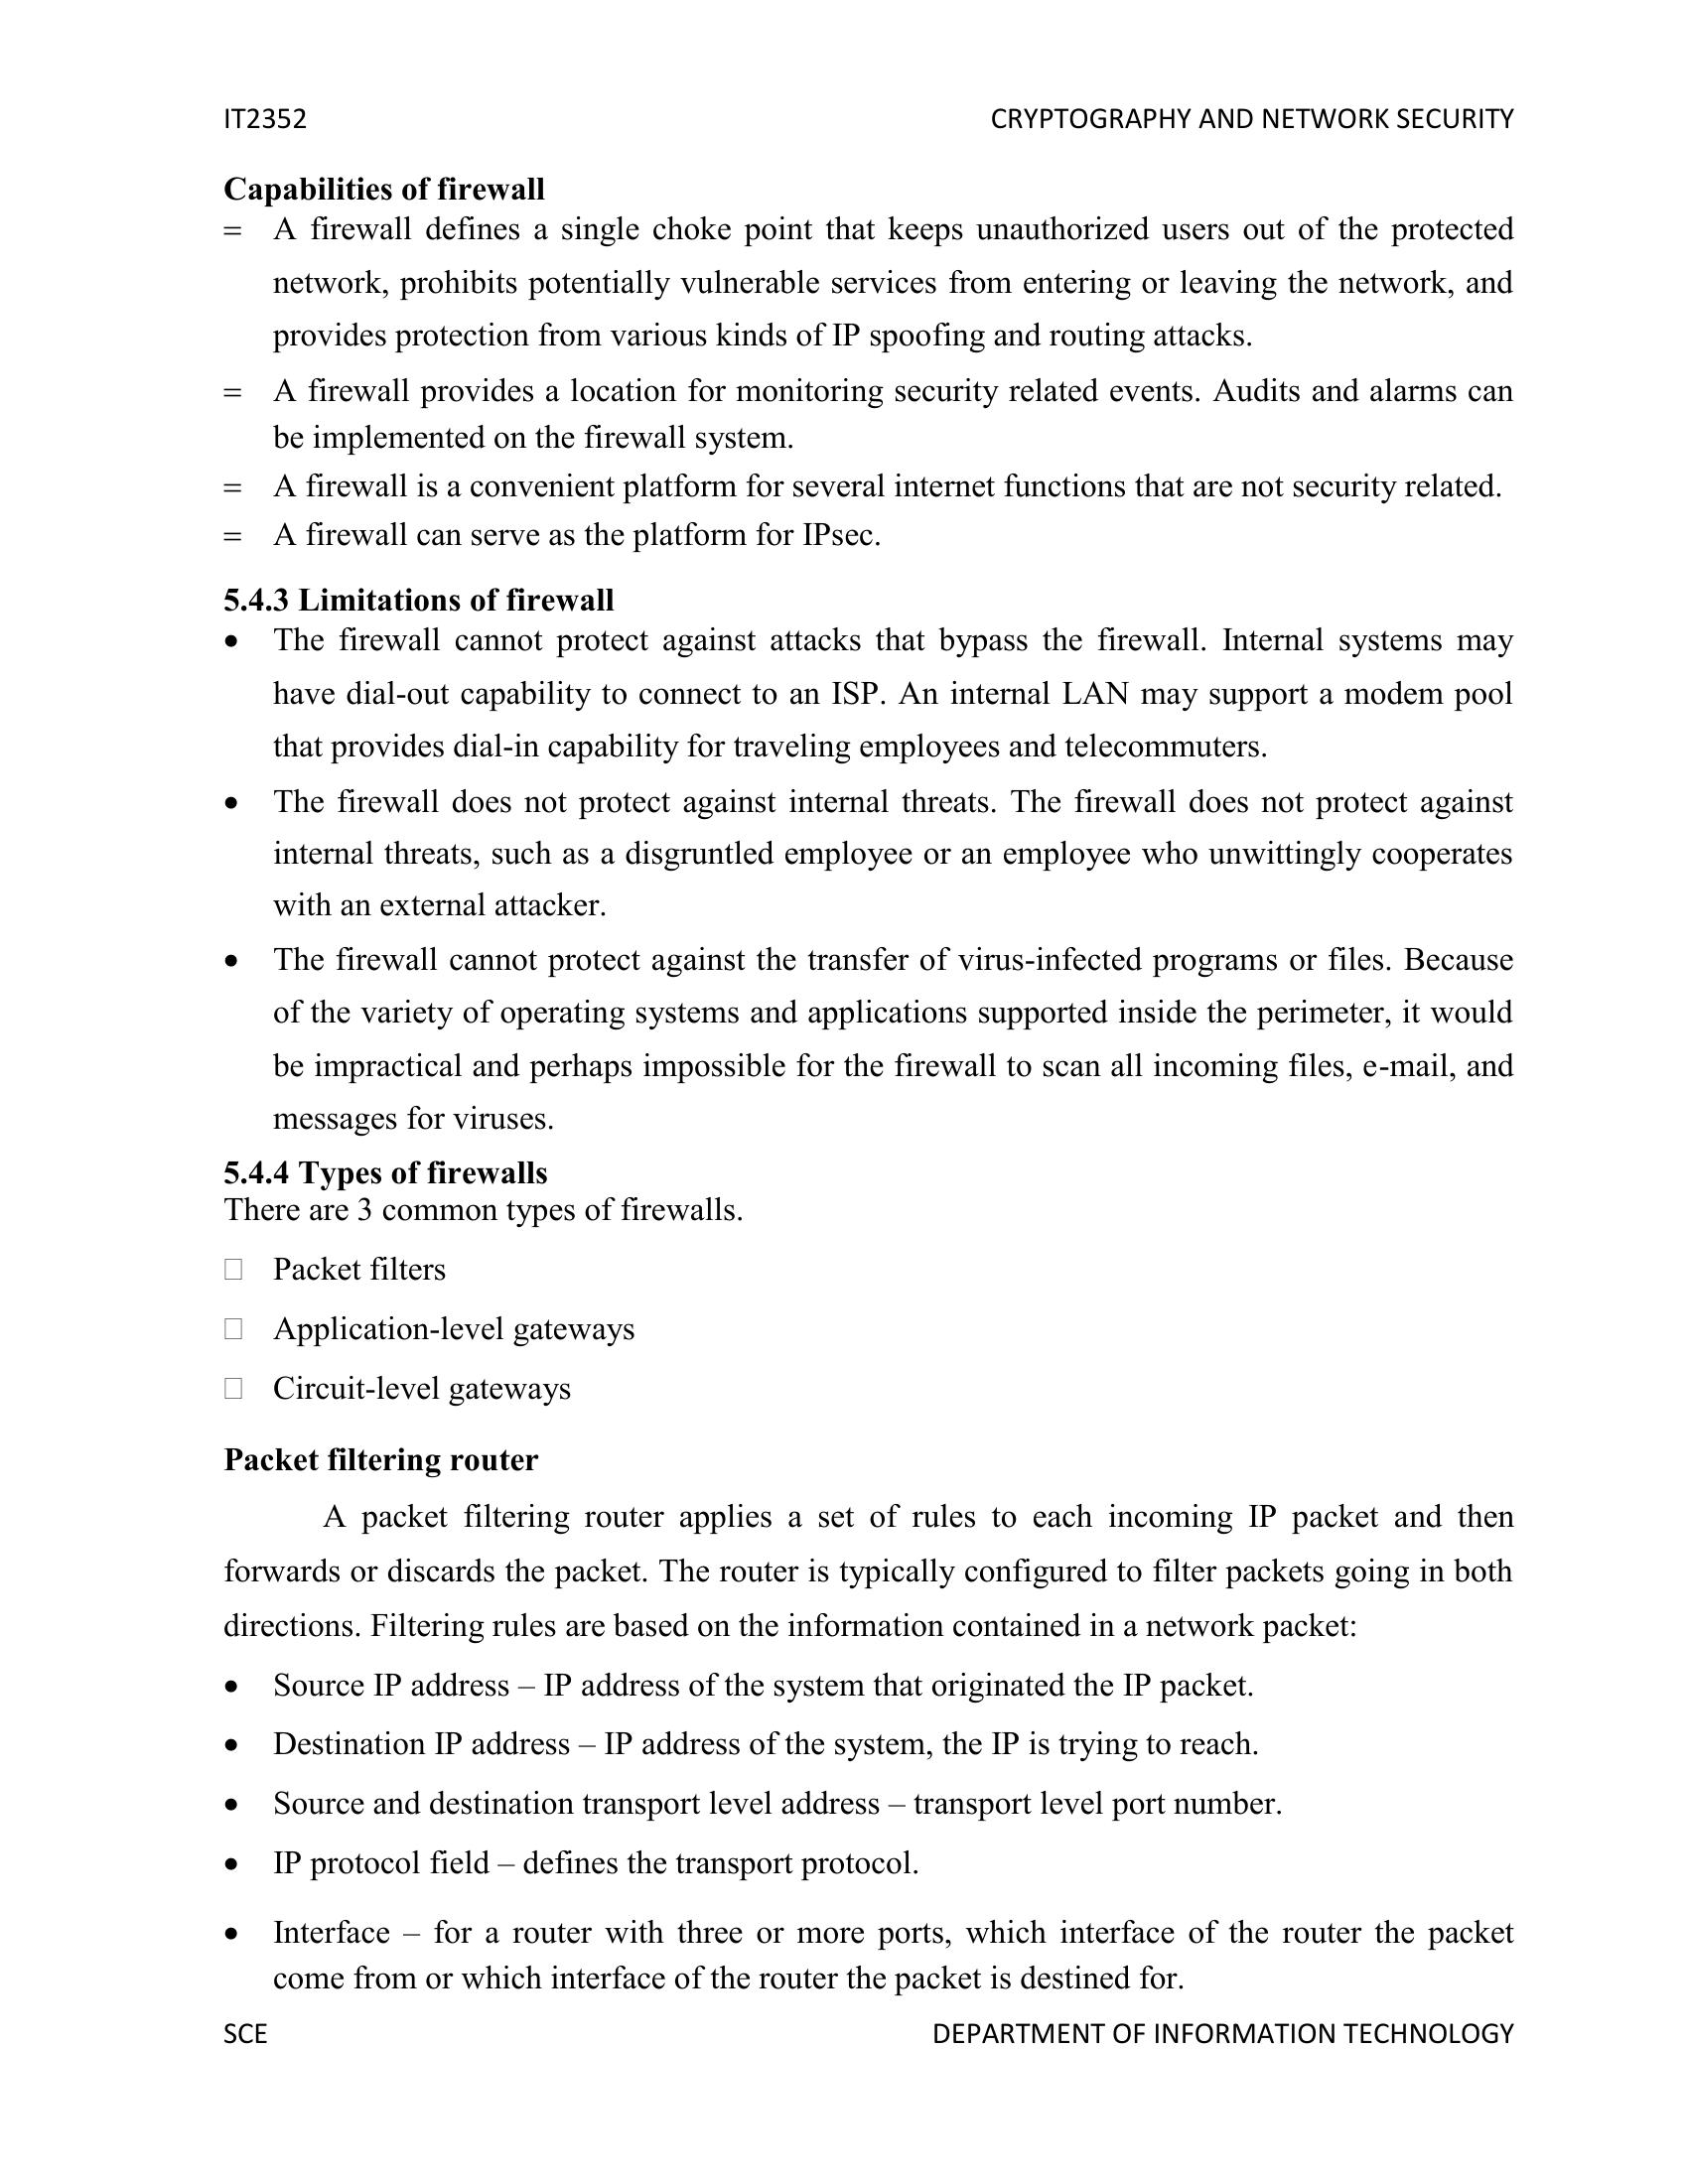 IT2352 CRYPTOGRAPHY AND NETWORK SECURITY
Capabilities of firewall
= A firewall defines a single choke point that keeps unauthorized users out of the protected
network, prohibits potentially vulnerable services from entering or leaving the network, and
provides protection from various kinds of IP spoofing and routing attacks.
= A firewall provides a location for monitoring security related events. Audits and alarms can
be implemented on the firewall system.
= A firewall is a convenient platform for several internet functions that are not security related.
= A firewall can serve as the platform for IPsec.
5.4.3 Limitations of firewall
• The firewall cannot protect against attacks that bypass the firewall. Internal systems may
have dial-out capability to connect to an ISP. An internal LAN may support a modem pool
that provides dial-in capability for traveling employees and telecommuters.
• The firewall does not protect against internal threats. The firewall does not protect against
internal threats, such as a disgruntled employee or an employee who unwittingly cooperates
with an external attacker.
• The firewall cannot protect against the transfer of virus-infected programs or files. Because
of the variety of operating systems and applications supported inside the perimeter, it would
be impractical and perhaps impossible for the firewall to scan all incoming files, e-mail, and
messages for viruses.
5.4.4 Types of firewalls
There are 3 common types of firewalls.
□ Packet filters
□ Application-level gateways
□ Circuit-level gateways
Packet filtering router
A packet filtering router applies a set of rules to each incoming IP packet and then
forwards or discards the packet. The router is typically configured to filter packets going in both
directions. Filtering rules are based on the information contained in a network packet:
• Source IP address – IP address of the system that originated the IP packet.
• Destination IP address – IP address of the system, the IP is trying to reach.
• Source and destination transport level address – transport level port number.
• IP protocol field – defines the transport protocol.
• Interface – for a router with three or more ports, which interface of the router the packet
come from or which interface of the router the packet is destined for.
SCE DEPARTMENT OF INFORMATION TECHNOLOGY